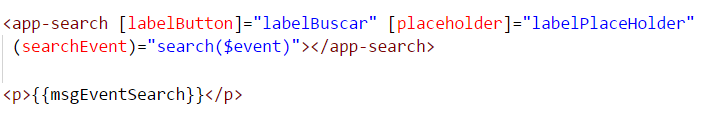 <app-search [labelButton]="labelBuscar" [placeholder]="labelPlaceHolder"
(searchEvent)="search($event)"></app-search>
<p>{{msgEventSearch}}</p>